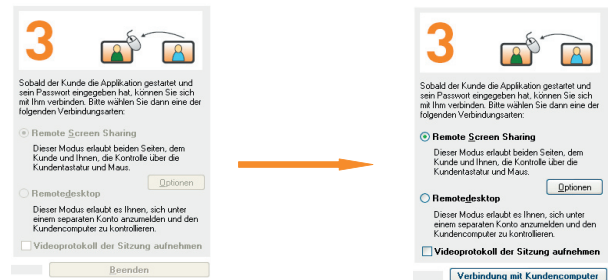 3
Sobald der Kunde die Applikation gestartet und
sein Passwort eingegeben hat, können Sie sich
mit Ihm verbinden. Bitte wählen Sie dann eine der
folgenden Verbindungsarten:
Remote Screen Sharing
Dieser Modus erlaubt beiden Seiten, dem
Kunde und Ihnen, die Kontrolle über die
Kundentastatur und Maus.
Optionen
Remotedesktop
Dieser Modus erlaubt es Ihnen, sich unter
einem separaten Konto anzumelden und den
Kundencomputer zu kontrollieren.
Videoprotokoll der Sitzung aufnehmen
Beenden
3
Sobald der Kunde die Applikation gestartet und
sein Passwort eingegeben hat, können Sie sich
mit Ihm verbinden. Bitte wählen Sie dann eine der
folgenden Verbindungsarten:
Remote Screen Sharing
Dieser Modus erlaubt beiden Seiten, dem
Kunde und Ihnen, die Kontrolle über die
Kundentastatur und Maus.
Optionen
Remotedesktop
Dieser Modus erlaubt es Ihnen, sich unter
einem separaten Konto anzumelden und den
Kundencomputer zu kontrollieren.
Videoprotokoll der Sitzung aufnehmen
Verbindung mit Kundencomputer